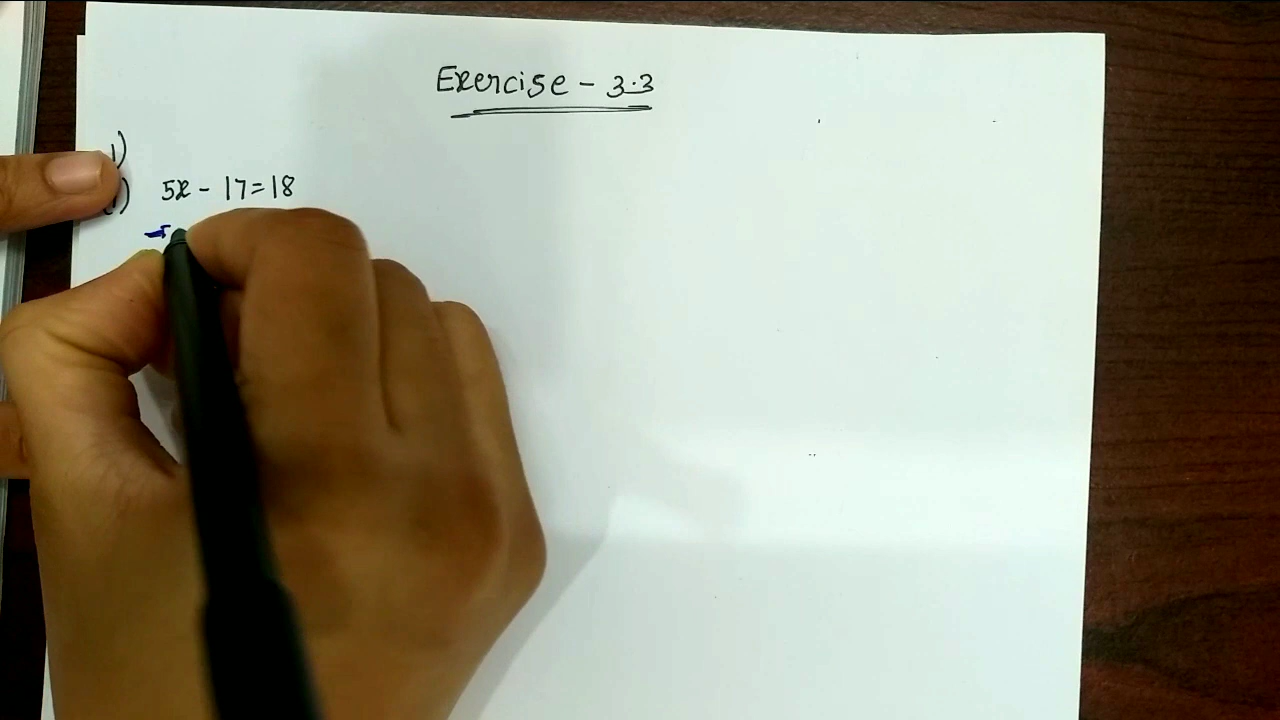 Exercise - 3.3
1)
5x - 17 = 18